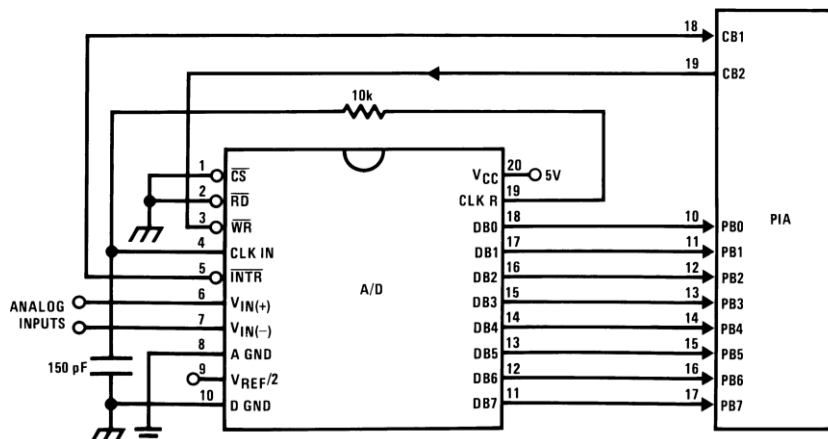 18 CB1
19 CB2
10k
1 CS
20 VCC 5V
2 RD
19 CLK R
3 WR
18 DB0 10 PB0
PIA
4 CLK IN
17 DB1 11 PB1
5 INTR
16 DB2 12 PB2
A/D
ANALOG
INPUTS
6 VIN(+)
15 DB3 13 PB3
7 VIN(−)
14 DB4 14 PB4
8 A GND
13 DB5 15 PB5
150 pF
9 VREF/2
12 DB6 16 PB6
10 D GND
11 DB7 17 PB7